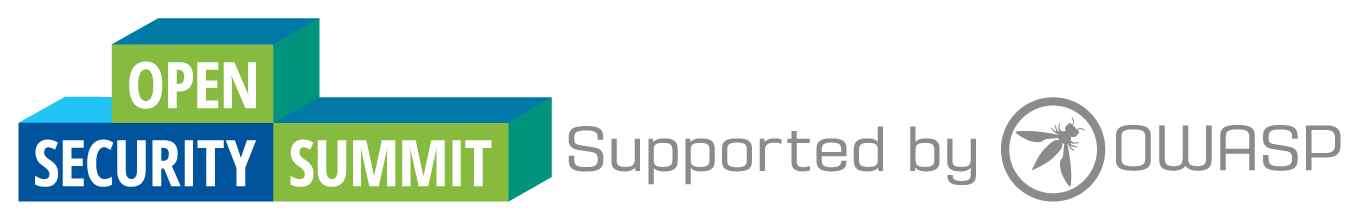 OPEN
SECURITY SUMMIT
Supported by OWASP